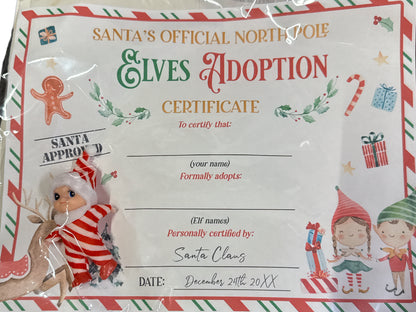 SANTA'S OFFICIAL NORTH POLE
ELVES ADOPTION
CERTIFICATE
To certify that:
SANTA
APPROVED
(your name)
Formally adopts:
(Elf names)
Personally certified by:
Santa Claus
DATE: December 24th 20XX